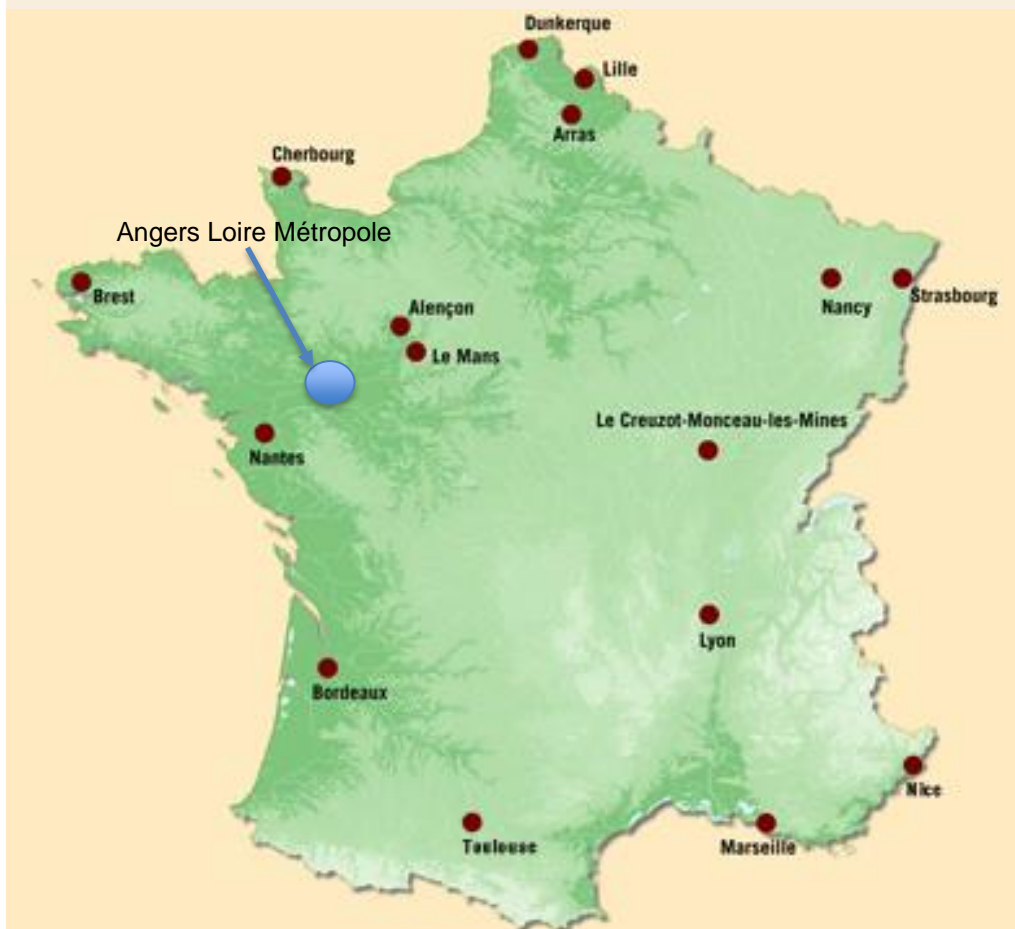 Dunkerque
Lille
Arras
Cherbourg
Angers Loire Métropole
Brest
Nancy
Strasbourg
Alençon
Le Mans
Le Creuzot-Monceau-les-Mines
Nantes
Lyon
Bordeaux
Nice
Toulouse
Marseille